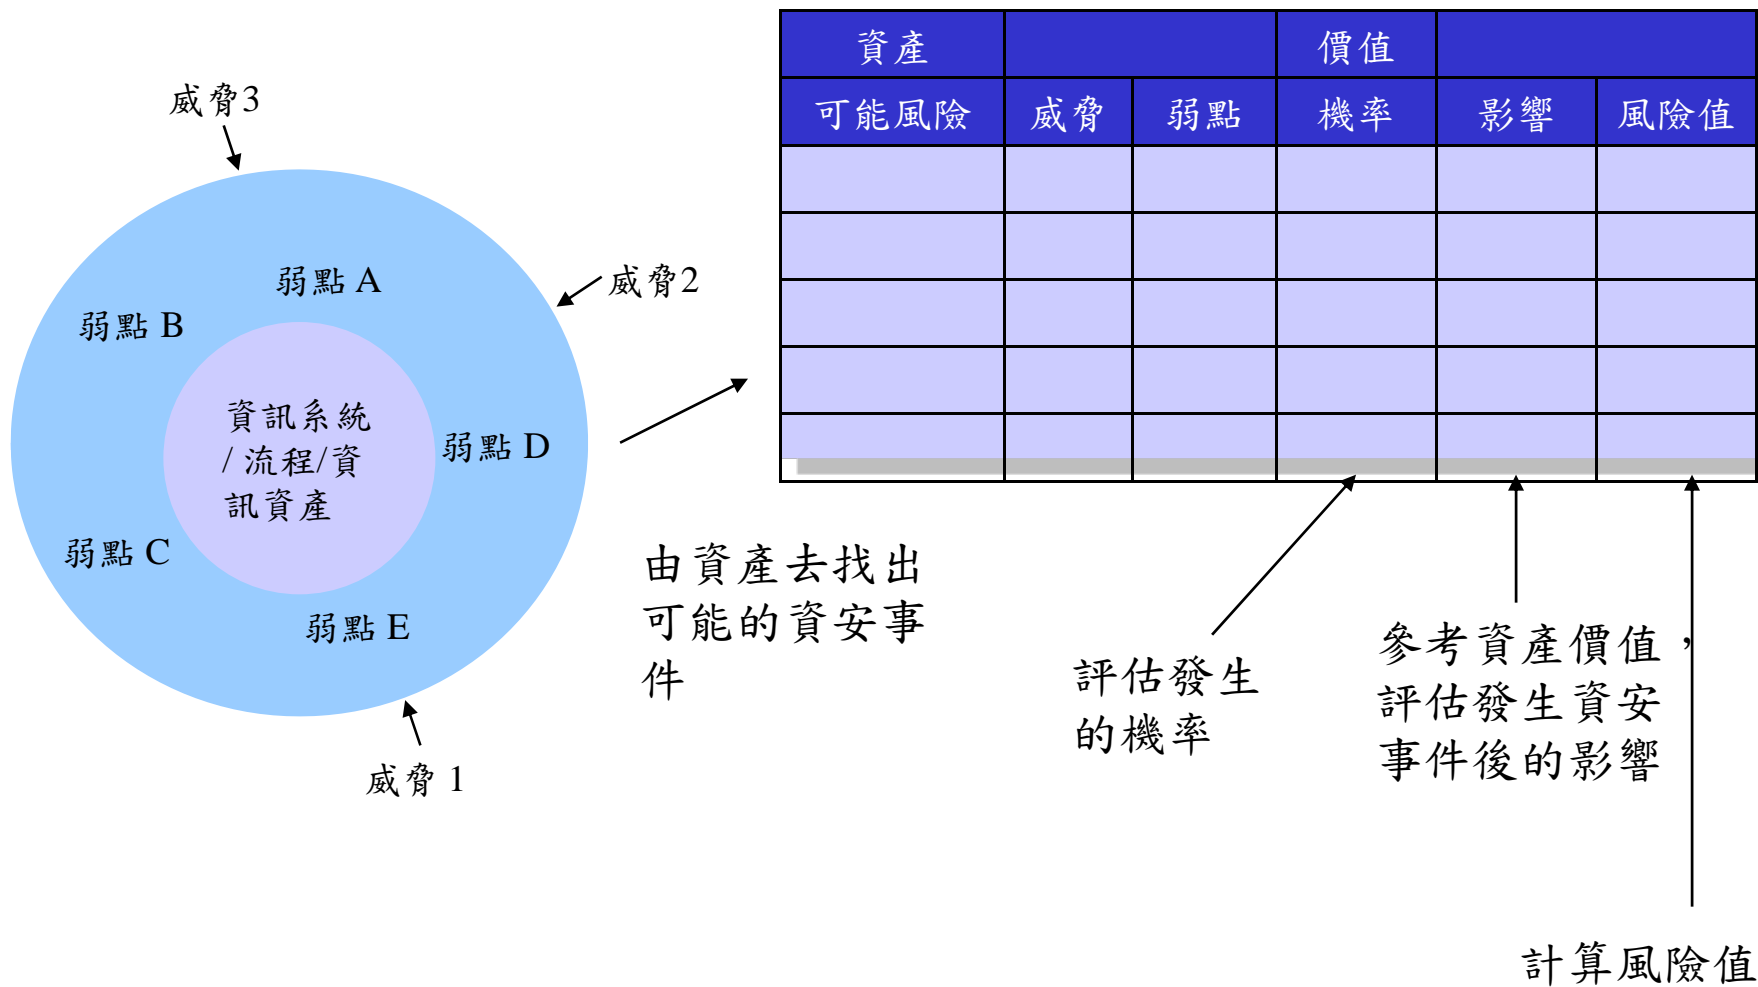 資產
價值
可能風險 威脅 弱點 機率 影響 風險值
威脅3
弱點 A
威脅2
弱點 B
資訊系統
/ 流程/資
訊資產
弱點 D
弱點 C
弱點 E
威脅 1
由資產去找出
可能的資安事
件
評估發生
的機率
參考資產價值，
評估發生資安
事件後的影響
計算風險值